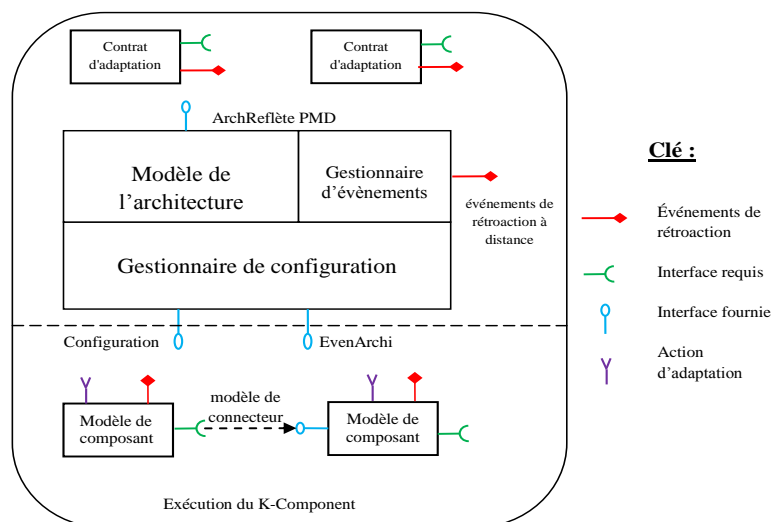 Contrat
d'adaptation
Contrat
d'adaptation
ArchReflète PMD
Modèle de
l'architecture
Gestionnaire
d'évènements
événements de
rétroaction à
distance
Gestionnaire de configuration
Configuration
EvenArchi
modèle de
connecteur
Modèle de
composant
Modèle de
composant
Exécution du K-Component
Clé :
Événements de
rétroaction
Interface requis
Interface fournie
Action
d'adaptation